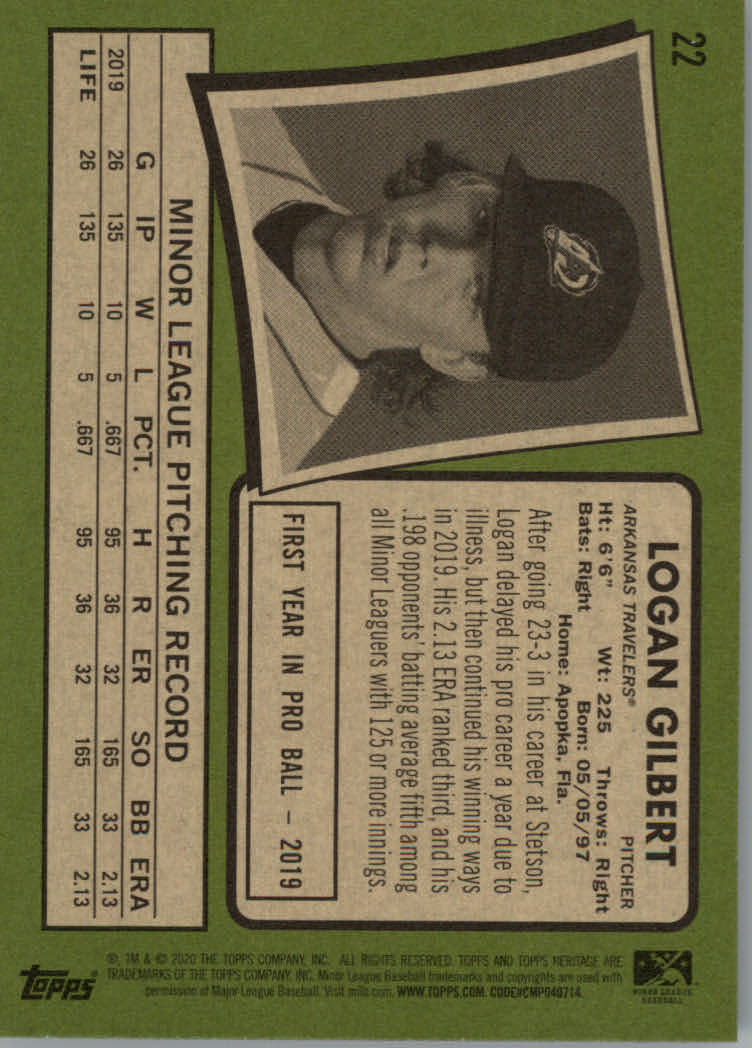 22
LOGAN GILBERT
ARKANSAS TRAVELERS® PITCHER
Ht: 6'6" Wt: 225 Throws: Right
Bats: Right Born: 05/05/97
Home: Apopka, Fla.
After going 23-3 in his career at Stetson,
Logan delayed his pro career a year due to
illness, but then continued his winning ways
in 2019. His 2.13 ERA ranked third, and his
.198 opponents' batting average fifth among
all Minor Leaguers with 125 or more innings.
FIRST YEAR IN PRO BALL – 2019
MINOR LEAGUE PITCHING RECORD
G IP W L PCT. H R ER SO BB ERA
2019 26 135 10 5 .667 95 36 32 165 33 2.13
LIFE 26 135 10 5 .667 95 36 32 165 33 2.13
®, TM & © 2020 THE TOPPS COMPANY, INC. ALL RIGHTS RESERVED. TOPPS AND TOPPS HERITAGE ARE
TRADEMARKS OF THE TOPPS COMPANY, INC. Minor League Baseball trademarks and copyrights are used with
permission of Major League Baseball. Visit milb.com. WWW.TOPPS.COM. CODE#CMP040714.
MINOR LEAGUE
BASEBALL
topps®